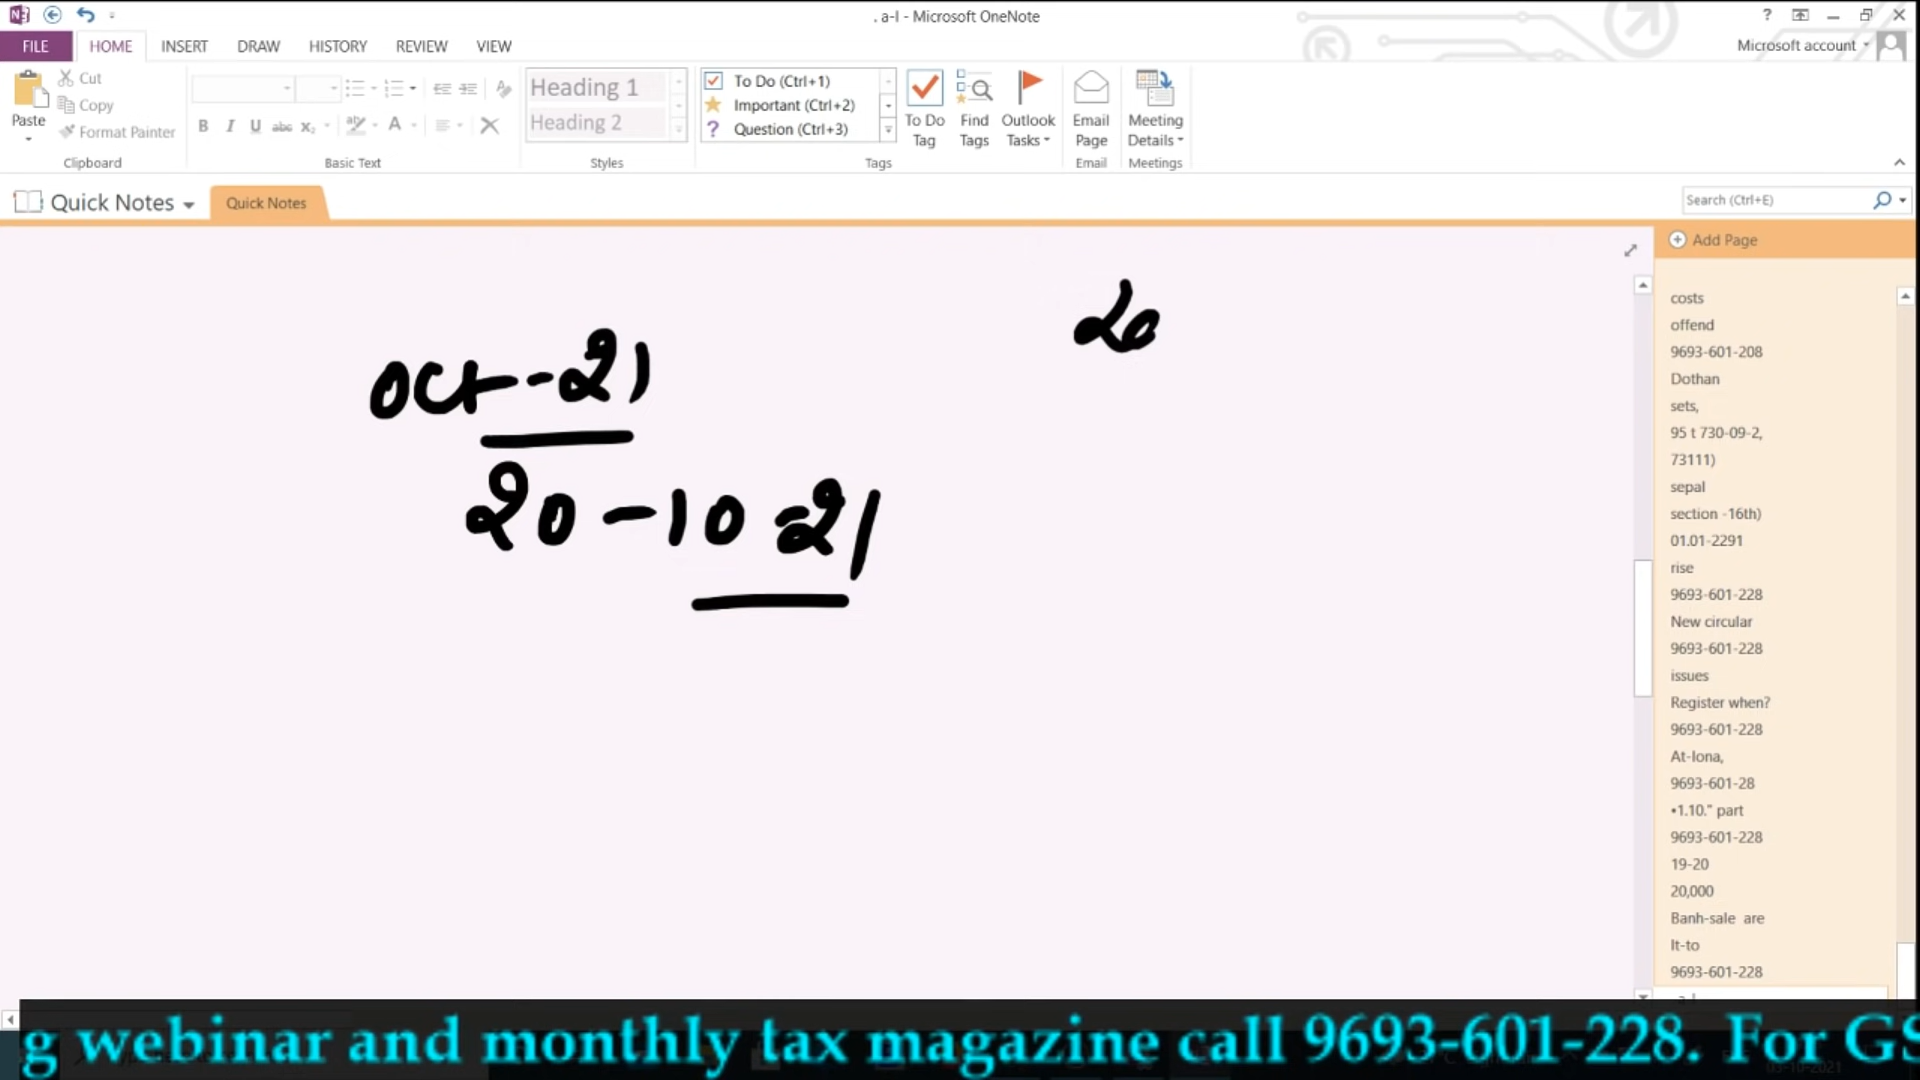 . a-l - Microsoft OneNote
?
FILE HOME INSERT DRAW HISTORY REVIEW VIEW
Microsoft account
Paste
Cut
Copy
Format Painter
Clipboard
B I U abc x₂ A
Basic Text
Heading 1
Heading 2
Styles
To Do (Ctrl+1)
Important (Ctrl+2)
? Question (Ctrl+3)
To Do Tag
Find Tags
Outlook Tasks
Tags
Email Page
Email
Meeting Details
Meetings
Quick Notes
Quick Notes
Search (Ctrl+E)
Add Page
oct-21
20-10-21
20
costs
offend
9693-601-208
Dothan
sets,
95 t 730-09-2,
73111)
sepal
section -16th)
01.01-2291
rise
9693-601-228
New circular
9693-601-228
issues
Register when?
9693-601-228
At-lona,
9693-601-28
•1.10." part
9693-601-228
19-20
20,000
Banh-sale are
It-to
9693-601-228
. a-l
g webinar and monthly tax magazine call 9693-601-228. For GS
03-10-2021